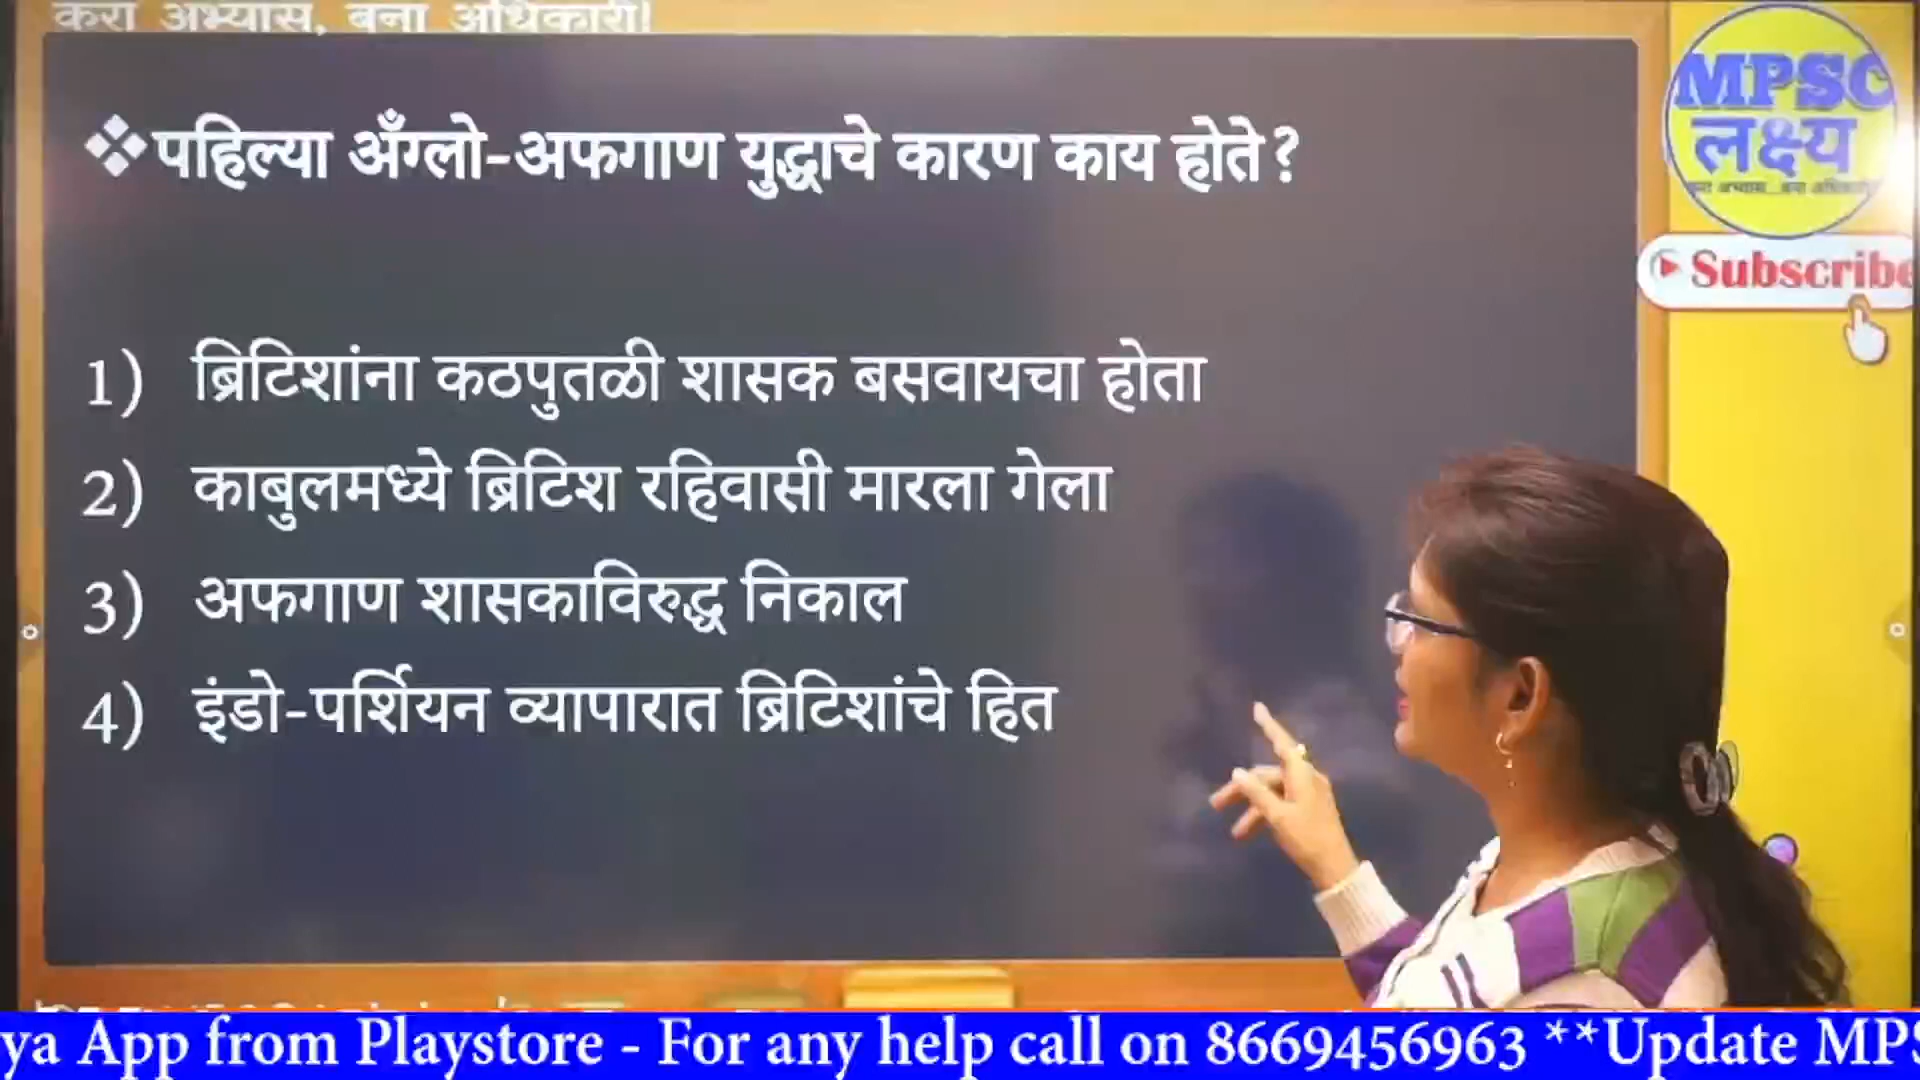 करा अभ्यास, बना अधिकारी!
MPSC
लक्ष्य
Subscribe
❖पहिल्या अँग्लो-अफगाण युद्धाचे कारण काय होते?
1) ब्रिटिशांना कठपुतळी शासक बसवायचा होता
2) काबुलमध्ये ब्रिटिश रहिवासी मारला गेला
3) अफगाण शासकाविरुद्ध निकाल
4) इंडो-पर्शियन व्यापारात ब्रिटिशांचे हित
ya App from Playstore - For any help call on 8669456963 **Update MPS